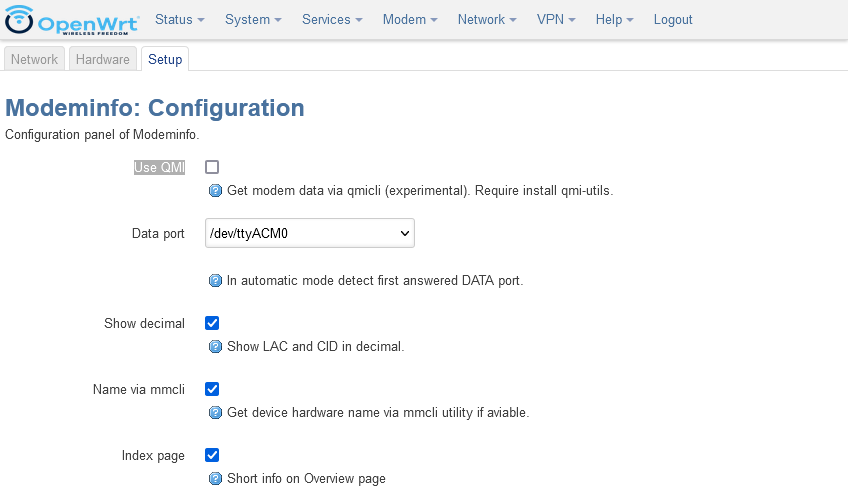 OpenWrt
WIRELESS FREEDOM
Status System Services Modem Network VPN Help Logout
Network Hardware Setup
Modeminfo: Configuration
Configuration panel of Modeminfo.
Use QMI
Get modem data via qmicli (experimental). Require install qmi-utils.
Data port /dev/ttyACM0
In automatic mode detect first answered DATA port.
Show decimal
Show LAC and CID in decimal.
Name via mmcli
Get device hardware name via mmcli utility if aviable.
Index page
Short info on Overview page